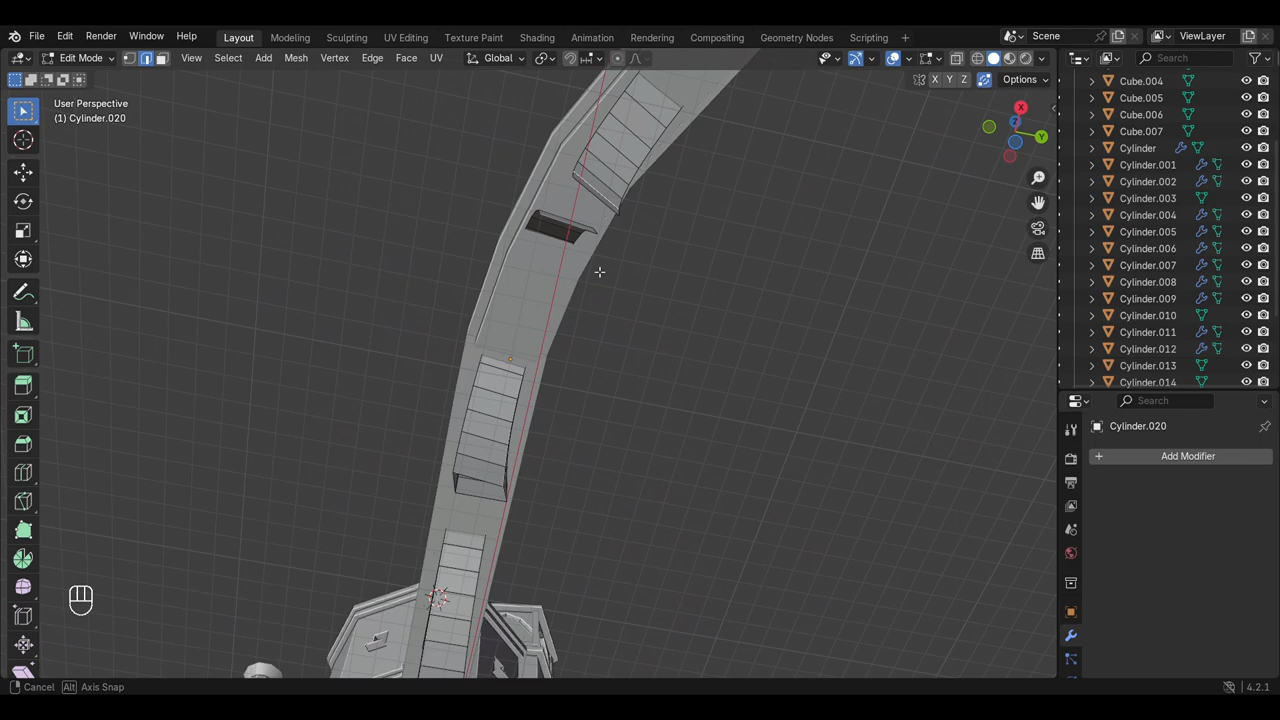 File Edit Render Window Help Layout Modeling Sculpting UV Editing Texture Paint Shading Animation Rendering Compositing Geometry Nodes Scripting + Scene ViewLayer
Edit Mode View Select Add Mesh Vertex Edge Face UV Global Search
X Y Z Options
User Perspective
(1) Cylinder.020
X
Z
Y
Cube.004
Cube.005
Cube.006
Cube.007
Cylinder
Cylinder.001
Cylinder.002
Cylinder.003
Cylinder.004
Cylinder.005
Cylinder.006
Cylinder.007
Cylinder.008
Cylinder.009
Cylinder.010
Cylinder.011
Cylinder.012
Cylinder.013
Cylinder.014
Search
Cylinder.020
+ Add Modifier
Cancel Alt Axis Snap 4.2.1